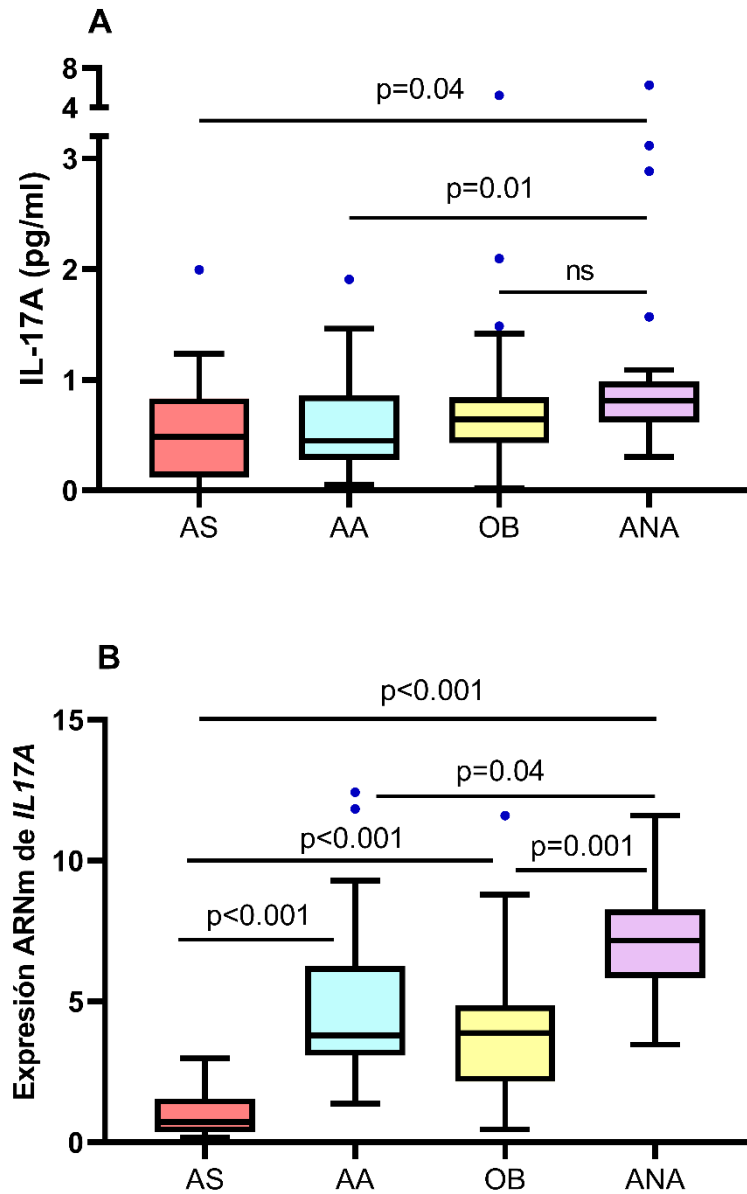 A
8
4
p=0.04
3
p=0.01
IL-17A (pg/ml)
2
ns
1
0
AS AA OB ANA
B
p<0.001
15
p=0.04
Expresión ARNm de IL17A
p<0.001
10
p=0.001
p<0.001
5
0
AS AA OB ANA